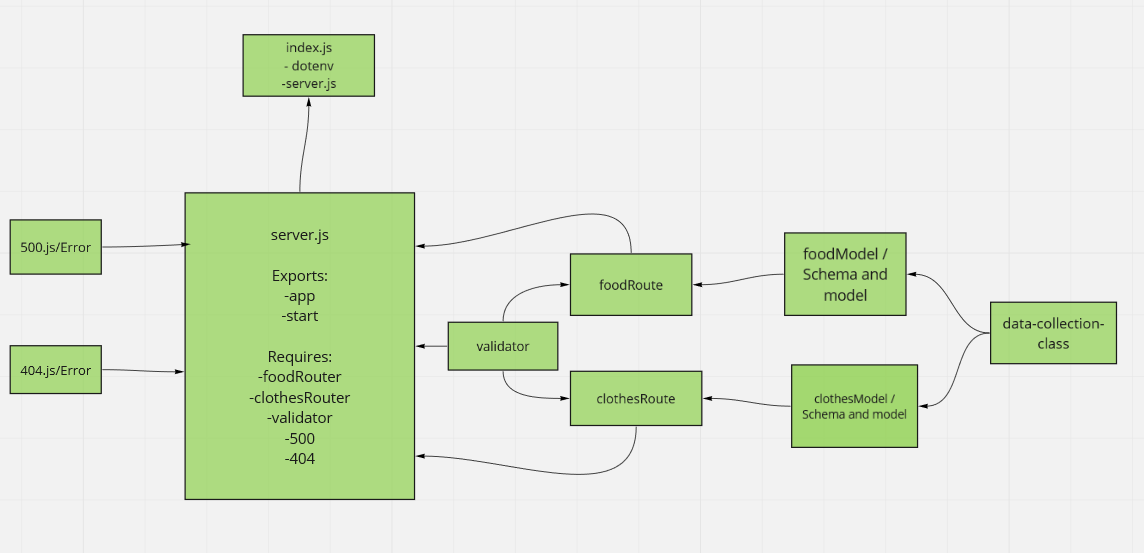 index.js
- dotenv
-server.js
500.js/Error
404.js/Error
server.js
Exports:
-app
-start
Requires:
-foodRouter
-clothesRouter
-validator
-500
-404
validator
foodRoute
clothesRoute
foodModel /
Schema and
model
clothesModel /
Schema and model
data-collection-
class